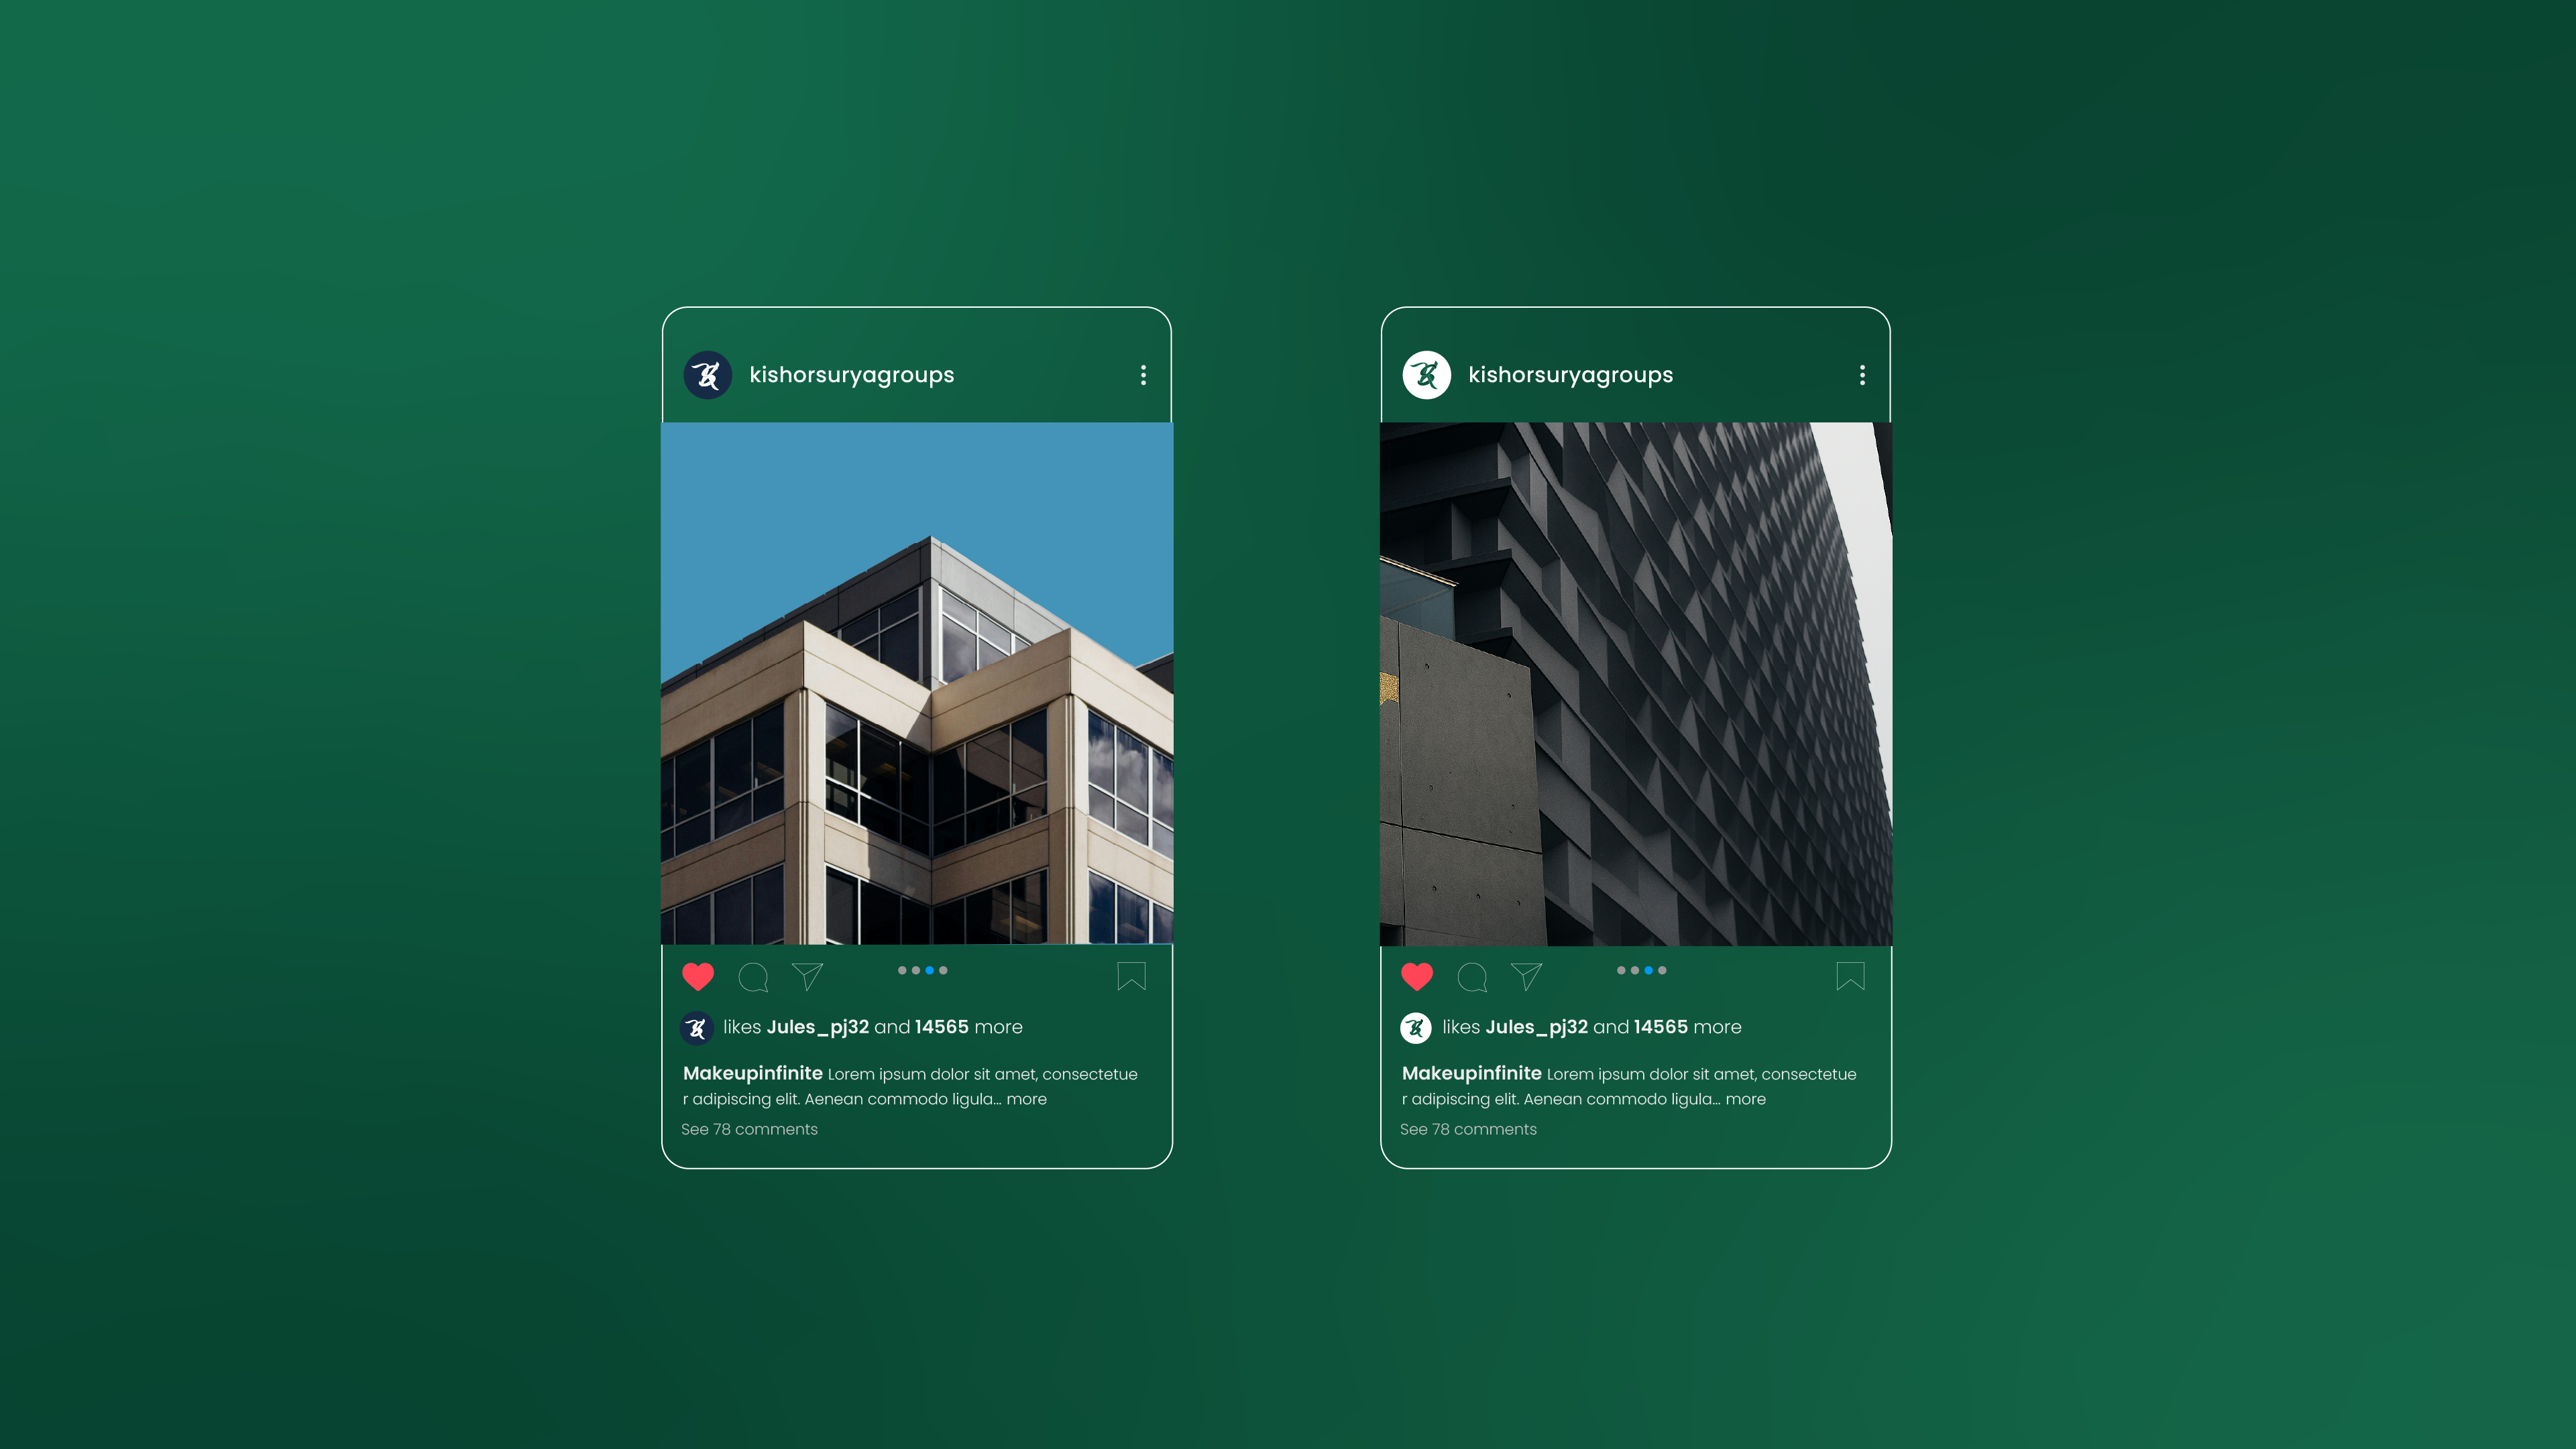 kishorsuryagroups
likes Jules_pj32 and 14565 more
Makeupinfinite Lorem ipsum dolor sit amet, consectetue
r adipiscing elit. Aenean commodo ligula... more
See 78 comments
kishorsuryagroups
likes Jules_pj32 and 14565 more
Makeupinfinite Lorem ipsum dolor sit amet, consectetue
r adipiscing elit. Aenean commodo ligula... more
See 78 comments